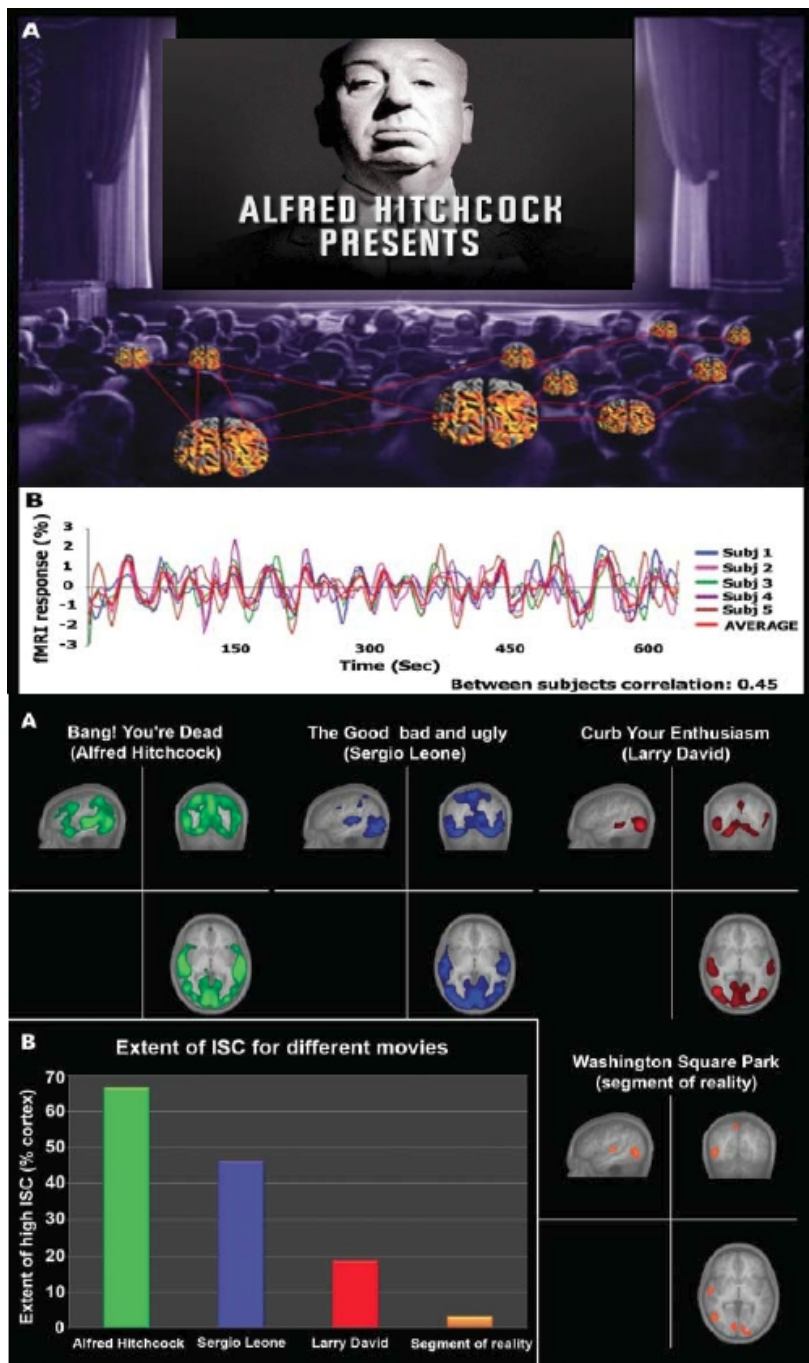 A
ALFRED HITCHCOCK
PRESENTS
B
fMRI response (%)
3
2
1
0
-1
-2
-3
150 300 450 600
Time (Sec)
Subj 1
Subj 2
Subj 3
Subj 4
Subj 5
AVERAGE
Between subjects correlation: 0.45
A
Bang! You're Dead
(Alfred Hitchcock)
The Good bad and ugly
(Sergio Leone)
Curb Your Enthusiasm
(Larry David)
B
Extent of ISC for different movies
Extent of high ISC (% cortex)
70
60
50
40
30
20
10
0
Alfred Hitchcock Sergio Leone Larry David Segment of reality
Washington Square Park
(segment of reality)